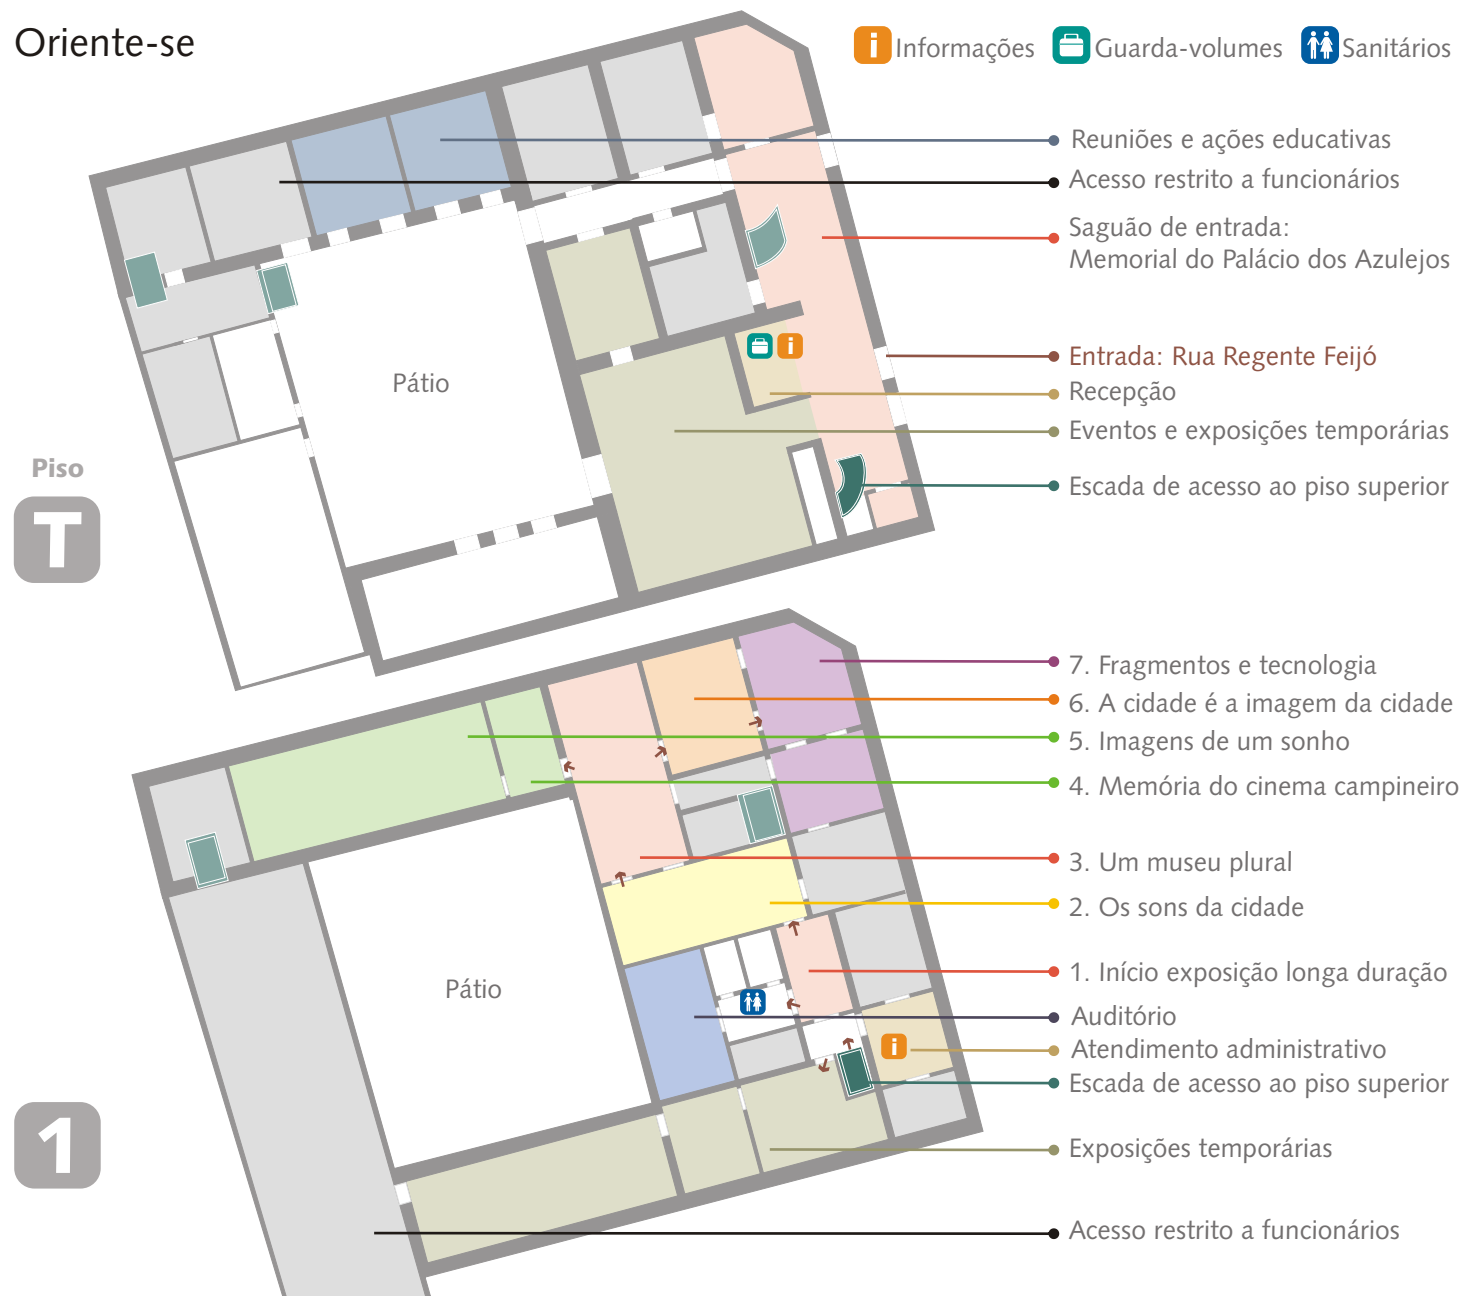 Oriente-se
i Informações Guarda-volumes Sanitários
Reuniões e ações educativas
Acesso restrito a funcionários
Saguão de entrada:
Memorial do Palácio dos Azulejos
i
Entrada: Rua Regente Feijó
Pátio
Recepção
Eventos e exposições temporárias
Piso
Escada de acesso ao piso superior
T
7. Fragmentos e tecnologia
6. A cidade é a imagem da cidade
5. Imagens de um sonho
4. Memória do cinema campineiro
3. Um museu plural
2. Os sons da cidade
1. Início exposição longa duração
Pátio
Auditório
i
Atendimento administrativo
Escada de acesso ao piso superior
1
Exposições temporárias
Acesso restrito a funcionários